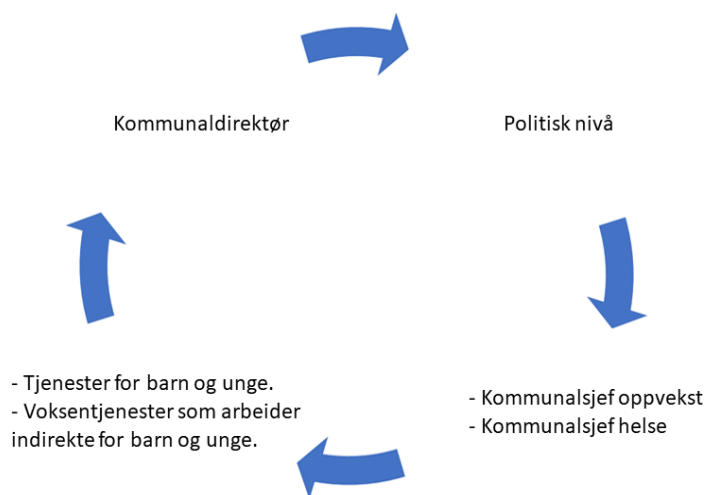 Kommunaldirektør
Politisk nivå
- Tjenester for barn og unge.
- Voksentjenester som arbeider
indirekte for barn og unge.
- Kommunalsjef oppvekst
- Kommunalsjef helse